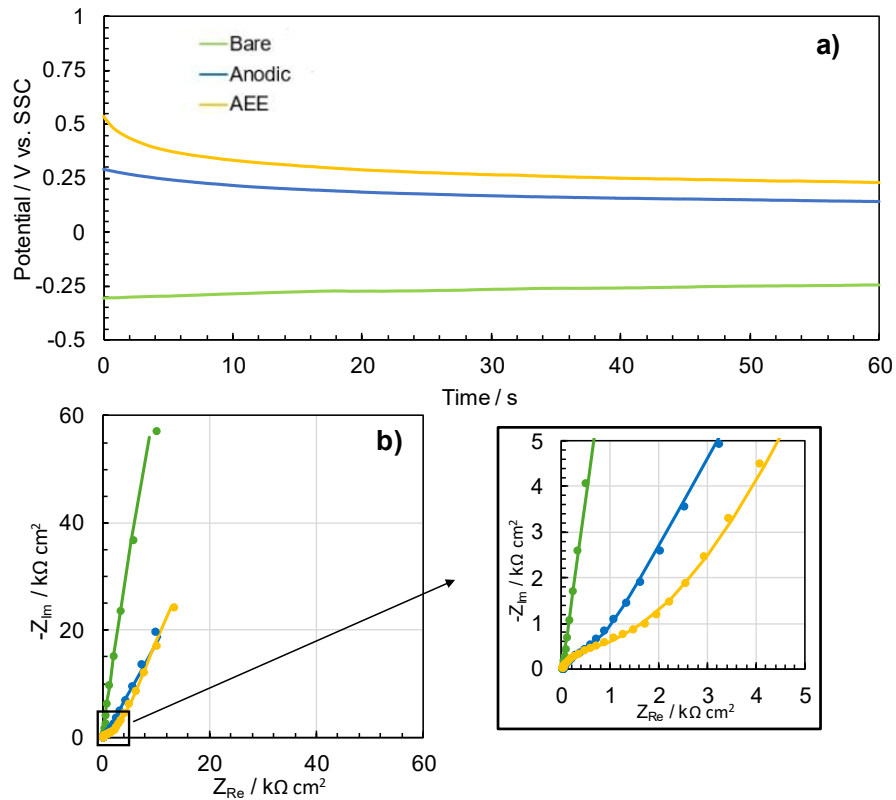 a)
Bare
Anodic
AEE
Potential / V vs. SSC
1
0.75
0.5
0.25
0
-0.25
-0.5
0 10 20 30 40 50 60
Time / s
b)
-Z_Im / kΩ cm²
60
40
20
0
0 20 40 60
Z_Re / kΩ cm²
-Z_Im / kΩ cm²
5
4
3
2
1
0
0 1 2 3 4 5
Z_Re / kΩ cm²